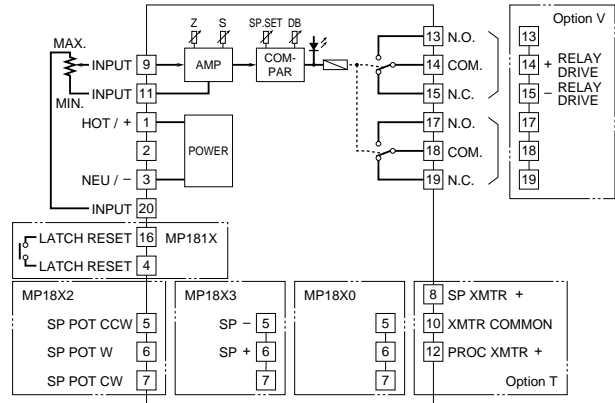 Z S SP.SET DB
MAX.
INPUT 9
AMP
COM-
PAR
MIN.
INPUT 11
HOT / + 1
2
POWER
NEU / − 3
INPUT 20
LATCH RESET 16
MP181X
LATCH RESET 4
13 N.O.
14 COM.
15 N.C.
17 N.O.
18 COM.
19 N.C.
Option V
13
14 + RELAY
DRIVE
15 − RELAY
DRIVE
17
18
19
MP18X2
SP POT CCW 5
SP POT W 6
SP POT CW 7
MP18X3
SP − 5
SP + 6
7
MP18X0
5
6
7
8 SP XMTR +
10 XMTR COMMON
12 PROC XMTR +
Option T